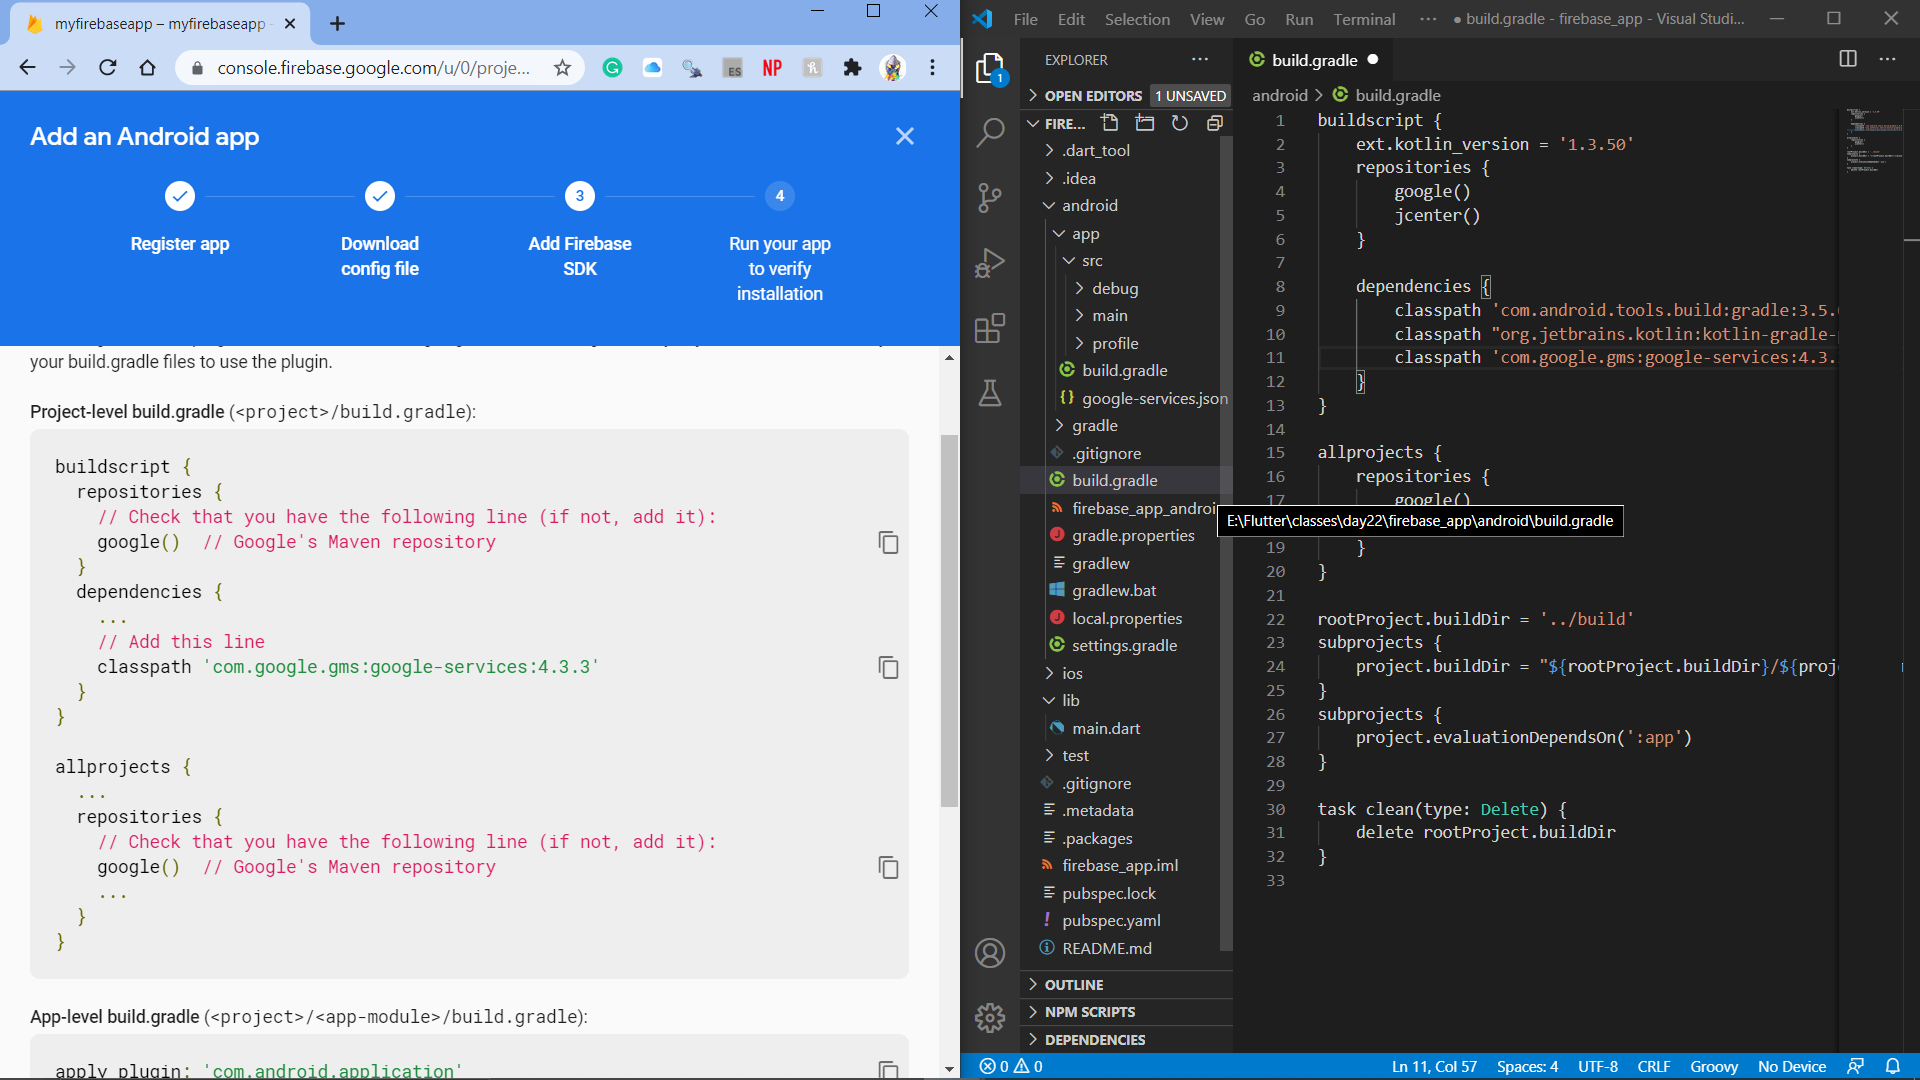 myfirebaseapp – myfirebaseapp -
console.firebase.google.com/u/0/proje...
ES
NP
Add an Android app
3
4
Register app
Download
config file
Add Firebase
SDK
Run your app
to verify
installation
your build.gradle files to use the plugin.
Project-level build.gradle (<project>/build.gradle):
buildscript {
repositories {
// Check that you have the following line (if not, add it):
google() // Google's Maven repository
}
dependencies {
...
// Add this line
classpath 'com.google.gms:google-services:4.3.3'
}
}
allprojects {
...
repositories {
// Check that you have the following line (if not, add it):
google() // Google's Maven repository
...
}
}
App-level build.gradle (<project>/<app-module>/build.gradle):
apply plugin: 'com.android.application'
File Edit Selection View Go Run Terminal ··· ● build.gradle - firebase_app - Visual Studi...
1
EXPLORER ···
OPEN EDITORS 1 UNSAVED
FIRE...
.dart_tool
.idea
android
app
src
debug
main
profile
build.gradle
{} google-services.json
gradle
.gitignore
build.gradle
firebase_app_androi
gradle.properties
gradlew
gradlew.bat
local.properties
settings.gradle
ios
lib
main.dart
test
.gitignore
.metadata
.packages
firebase_app.iml
pubspec.lock
! pubspec.yaml
README.md
OUTLINE
NPM SCRIPTS
DEPENDENCIES
build.gradle ●
android > build.gradle
1 buildscript {
2 ext.kotlin_version = '1.3.50'
3 repositories {
4 google()
5 jcenter()
6 }
7
8 dependencies {
9 classpath 'com.android.tools.build:gradle:3.5.
10 classpath "org.jetbrains.kotlin:kotlin-gradle-
11 classpath 'com.google.gms:google-services:4.3.
12 }
13 }
14
15 allprojects {
16 repositories {
17 google()
E:\Flutter\classes\day22\firebase_app\android\build.gradle
19 }
20 }
21
22 rootProject.buildDir = '../build'
23 subprojects {
24 project.buildDir = "${rootProject.buildDir}/${proj
25 }
26 subprojects {
27 project.evaluationDependsOn(':app')
28 }
29
30 task clean(type: Delete) {
31 delete rootProject.buildDir
32 }
33
0 0
Ln 11, Col 57 Spaces: 4 UTF-8 CRLF Groovy No Device